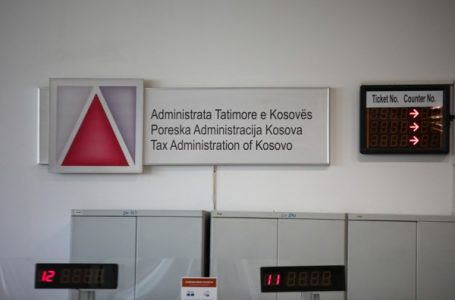 Administrata Tatimore e Kosovës
Poreska Administracija Kosova
Tax Administration of Kosovo
Ticket No. Counter No.
12
11